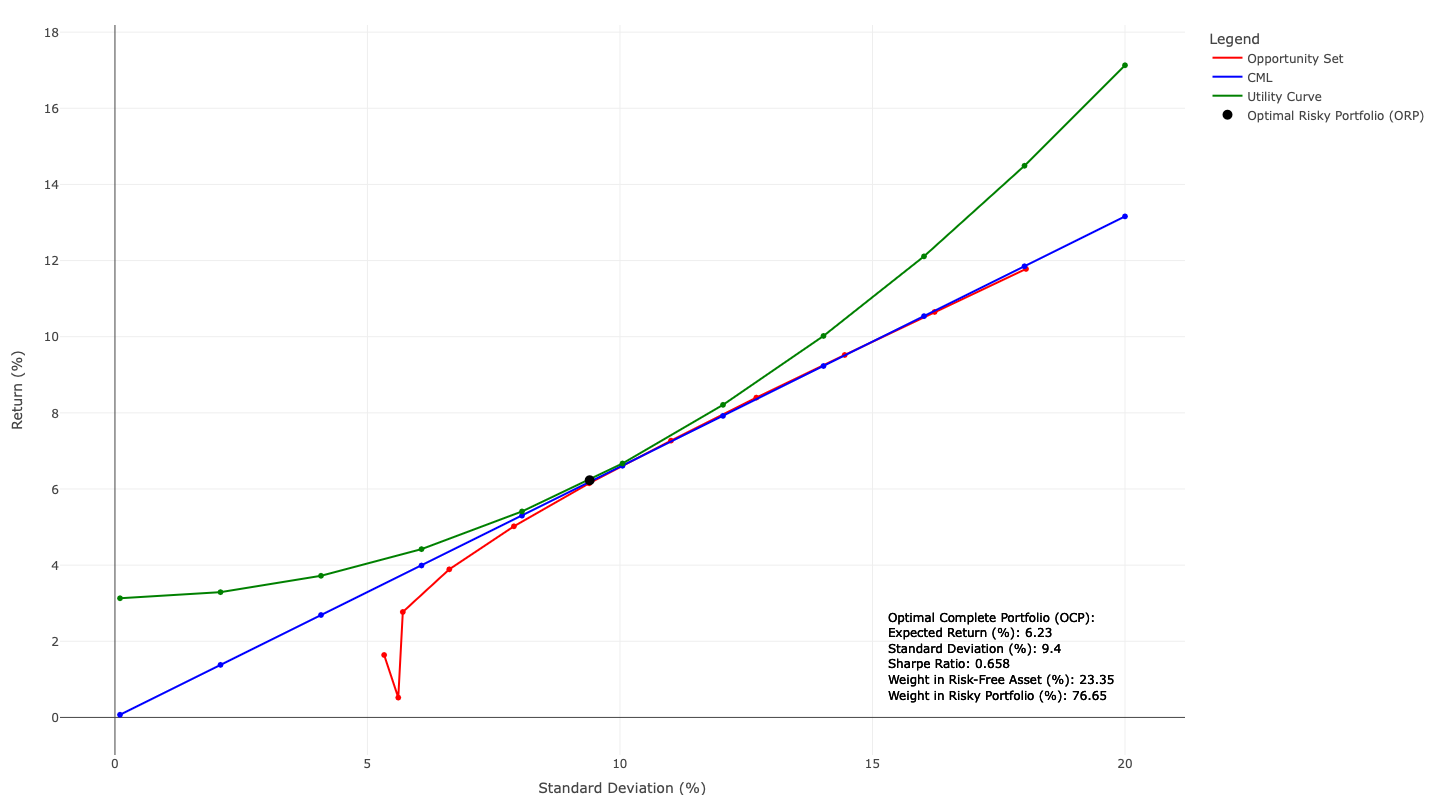 18
16
14
12
10
8
6
4
2
0
Return (%)
0
5
10
15
20
Standard Deviation (%)
Legend
Opportunity Set
CML
Utility Curve
Optimal Risky Portfolio (ORP)
Optimal Complete Portfolio (OCP):
Expected Return (%): 6.23
Standard Deviation (%): 9.4
Sharpe Ratio: 0.658
Weight in Risk-Free Asset (%): 23.35
Weight in Risky Portfolio (%): 76.65